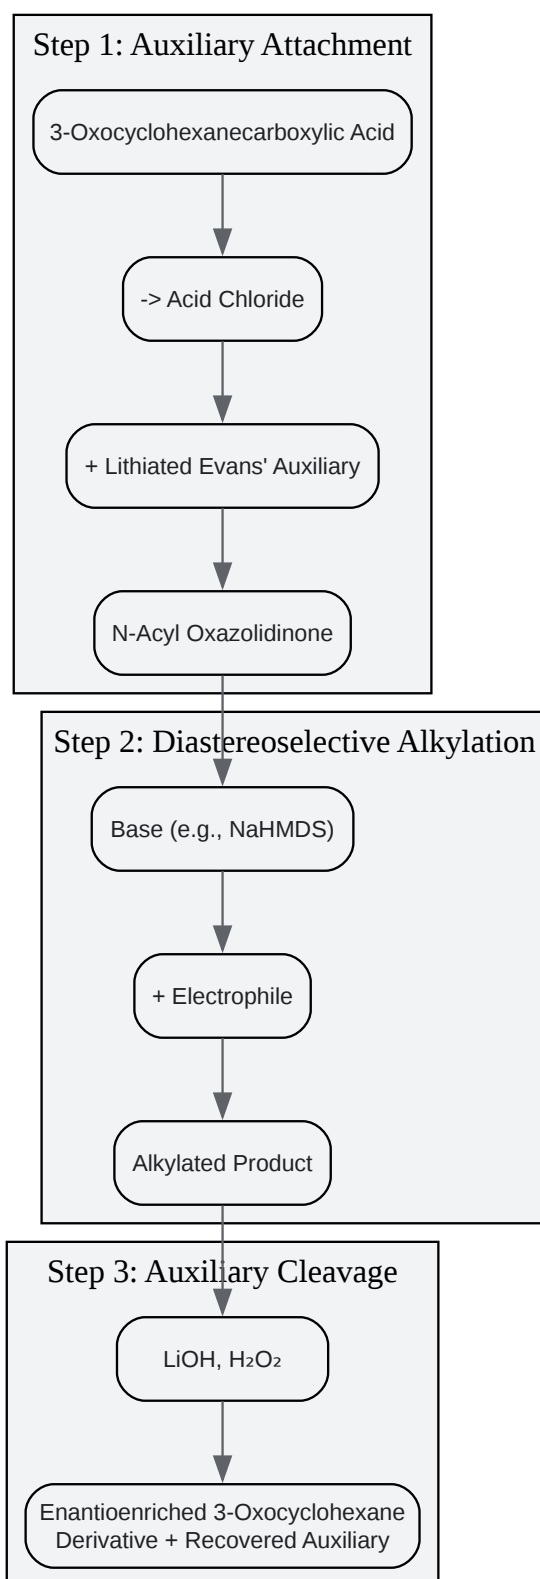 Step 1: Auxiliary Attachment
3-Oxocyclohexanecarboxylic Acid
-> Acid Chloride
+ Lithiated Evans' Auxiliary
N-Acyl Oxazolidinone
Step 2: Diastereoselective Alkylation
Base (e.g., NaHMDS)
+ Electrophile
Alkylated Product
Step 3: Auxiliary Cleavage
LiOH, H₂O₂
Enantioenriched 3-Oxocyclohexane
Derivative + Recovered Auxiliary